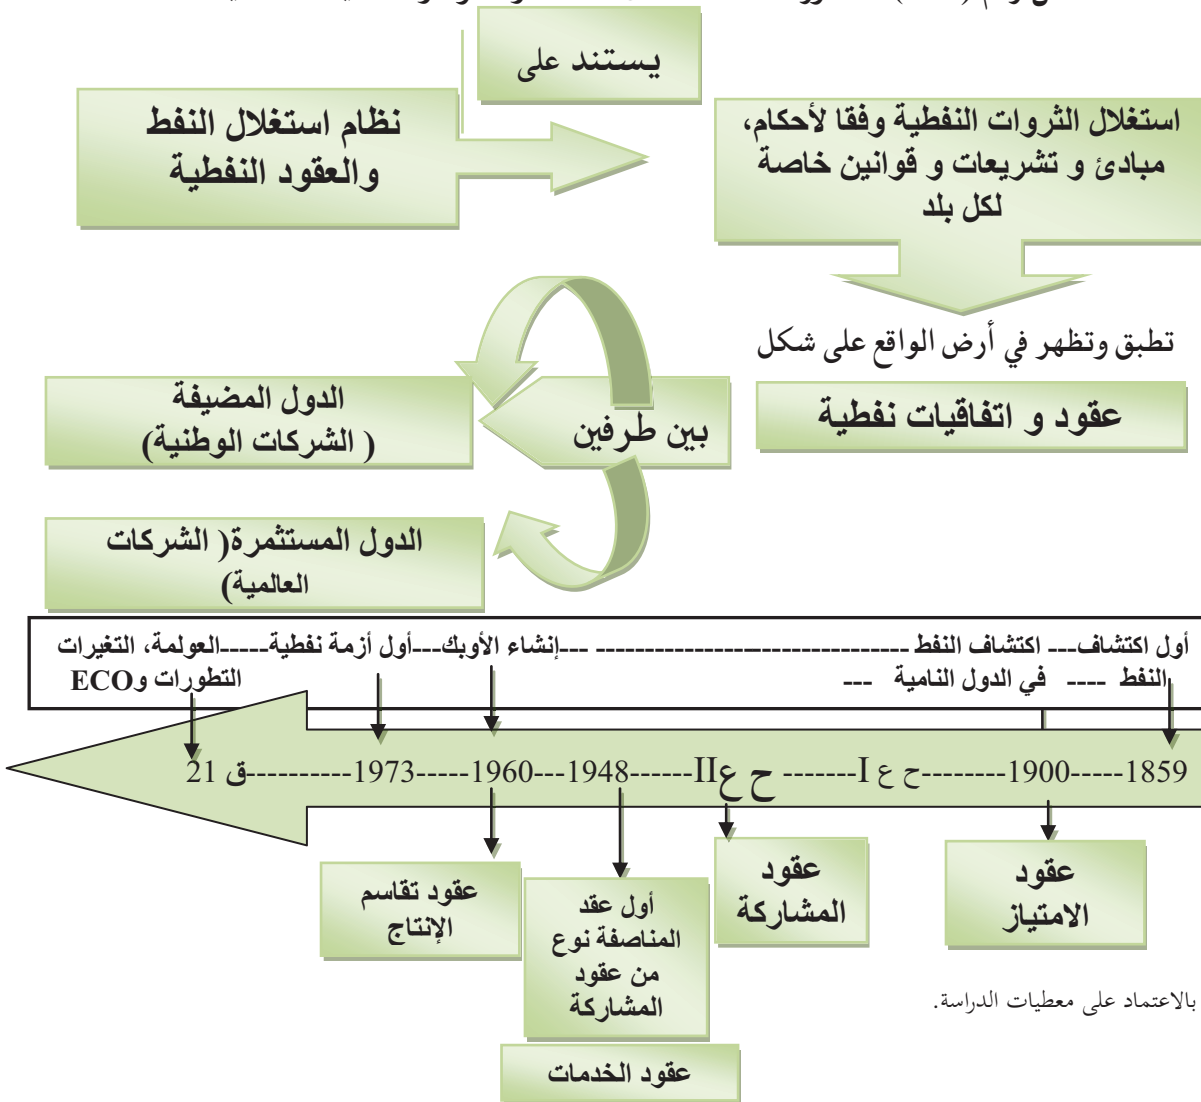 يستند على
نظام استغلال النفط
والعقود النفطية
استغلال الثروات النفطية وفقا لأحكام،
مبادئ و تشريعات و قوانين خاصة
لكل بلد
تطبق وتظهر في أرض الواقع على شكل
عقود و اتفاقيات نفطية
بين طرفين
الدول المضيفة
( الشركات الوطنية)
الدول المستثمرة( الشركات
العالمية)
أول اكتشاف--- اكتشاف النفط ------------------------------ ---إنشاء الأوبك---أول أزمة نفطية-----العولمة، التغيرات
النفط ---- في الدول النامية --- التطورات وECO
1859-----1900--------ح ع I ------- ح عII------1948---1960-----1973----------ق 21
عقود
الامتياز
عقود
المشاركة
أول عقد
المناصفة نوع
من عقود
المشاركة
عقود تقاسم
الإنتاج
عقود الخدمات
بالاعتماد على معطيات الدراسة.